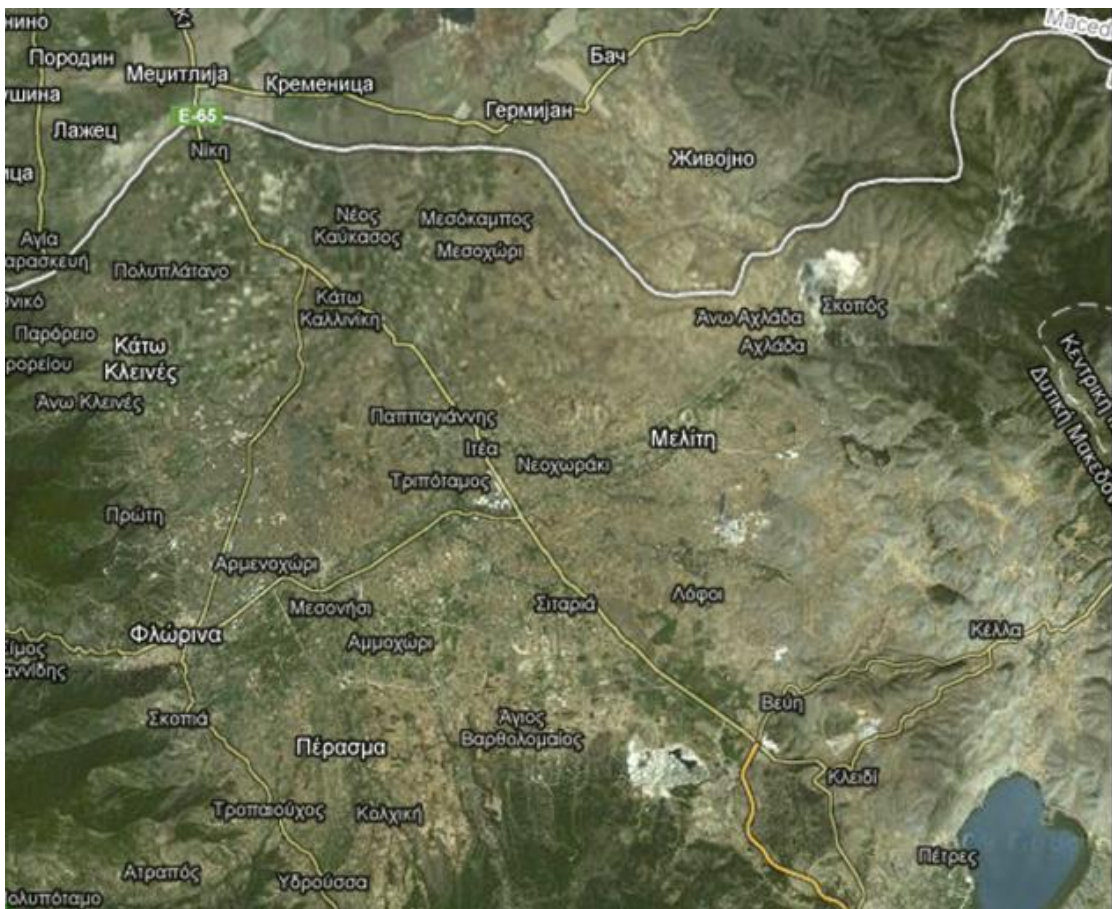 Породин
Меџитлија
Кременица
Бач
Гермијан
Лажец
E-65
Νίκη
Живојно
Νέος
Καύκασος
Μεσόκαμπος
Μεσοχώρι
Αγία
Πολυπλάτανο
Κάτω
Καλλινίκη
Άνω Αχλάδα
Σκοπός
Αχλάδα
Παρόρειο
Κάτω
Κλεινές
Άνω Κλεινές
Παππαγιάννης
Ιτέα
Μελίτη
Νεοχωράκι
Τριπόταμος
Πρώτη
Αρμενοχώρι
Μεσονήσι
Σιταριά
Λόφοι
Φλώρινα
Αμμοχώρι
Κέλλα
Σκοπιά
Πέρασμα
Άγιος
Βαρθολομαίος
Βεύη
Κλειδί
Τροπαιούχος
Κολχική
Πέτρες
Ατραπός
Υδρούσσα